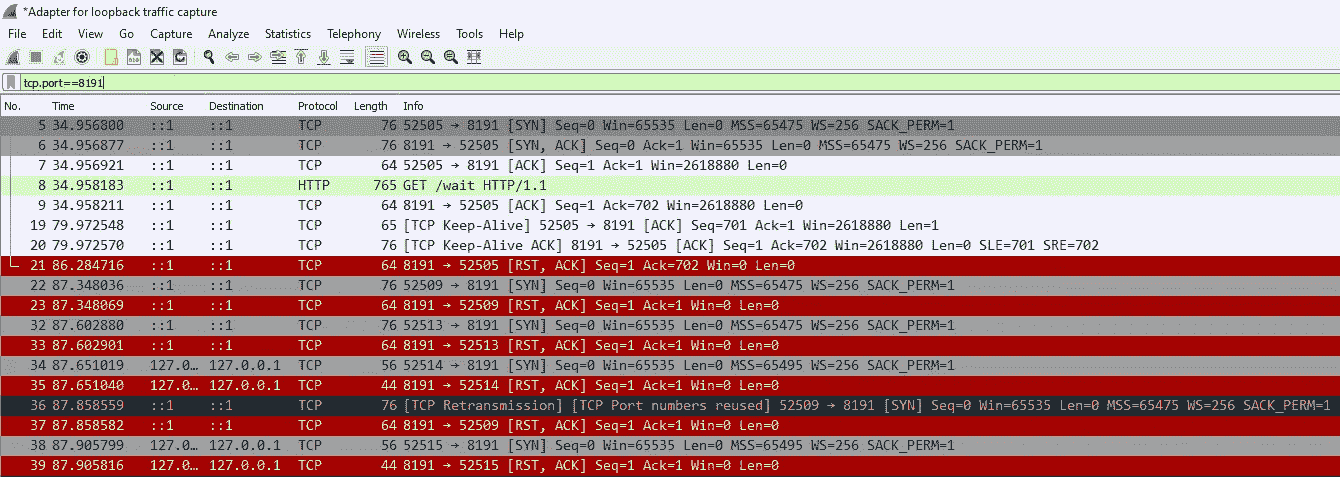 *Adapter for loopback traffic capture
File Edit View Go Capture Analyze Statistics Telephony Wireless Tools Help
tcp.port==8191
No. Time Source Destination Protocol Length Info
5 34.956800 ::1 ::1 TCP 76 52505 → 8191 [SYN] Seq=0 Win=65535 Len=0 MSS=65475 WS=256 SACK_PERM=1
6 34.956877 ::1 ::1 TCP 76 8191 → 52505 [SYN, ACK] Seq=0 Ack=1 Win=65535 Len=0 MSS=65475 WS=256 SACK_PERM=1
7 34.956921 ::1 ::1 TCP 64 52505 → 8191 [ACK] Seq=1 Ack=1 Win=2618880 Len=0
8 34.958183 ::1 ::1 HTTP 765 GET /wait HTTP/1.1
9 34.958211 ::1 ::1 TCP 64 8191 → 52505 [ACK] Seq=1 Ack=702 Win=2618880 Len=0
19 79.972548 ::1 ::1 TCP 65 [TCP Keep-Alive] 52505 → 8191 [ACK] Seq=701 Ack=1 Win=2618880 Len=1
20 79.972570 ::1 ::1 TCP 76 [TCP Keep-Alive ACK] 8191 → 52505 [ACK] Seq=1 Ack=702 Win=2618880 Len=0 SLE=701 SRE=702
21 86.284716 ::1 ::1 TCP 64 8191 → 52505 [RST, ACK] Seq=1 Ack=702 Win=0 Len=0
22 87.348036 ::1 ::1 TCP 76 52509 → 8191 [SYN] Seq=0 Win=65535 Len=0 MSS=65475 WS=256 SACK_PERM=1
23 87.348069 ::1 ::1 TCP 64 8191 → 52509 [RST, ACK] Seq=1 Ack=1 Win=0 Len=0
32 87.602880 ::1 ::1 TCP 76 52513 → 8191 [SYN] Seq=0 Win=65535 Len=0 MSS=65475 WS=256 SACK_PERM=1
33 87.602901 ::1 ::1 TCP 64 8191 → 52513 [RST, ACK] Seq=1 Ack=1 Win=0 Len=0
34 87.651019 127.0… 127.0.0.1 TCP 56 52514 → 8191 [SYN] Seq=0 Win=65535 Len=0 MSS=65495 WS=256 SACK_PERM=1
35 87.651040 127.0… 127.0.0.1 TCP 44 8191 → 52514 [RST, ACK] Seq=1 Ack=1 Win=0 Len=0
36 87.858559 ::1 ::1 TCP 76 [TCP Retransmission] [TCP Port numbers reused] 52509 → 8191 [SYN] Seq=0 Win=65535 Len=0 MSS=65475 WS=256 SACK_PERM=1
37 87.858582 ::1 ::1 TCP 64 8191 → 52509 [RST, ACK] Seq=1 Ack=1 Win=0 Len=0
38 87.905799 127.0… 127.0.0.1 TCP 56 52515 → 8191 [SYN] Seq=0 Win=65535 Len=0 MSS=65495 WS=256 SACK_PERM=1
39 87.905816 127.0… 127.0.0.1 TCP 44 8191 → 52515 [RST, ACK] Seq=1 Ack=1 Win=0 Len=0